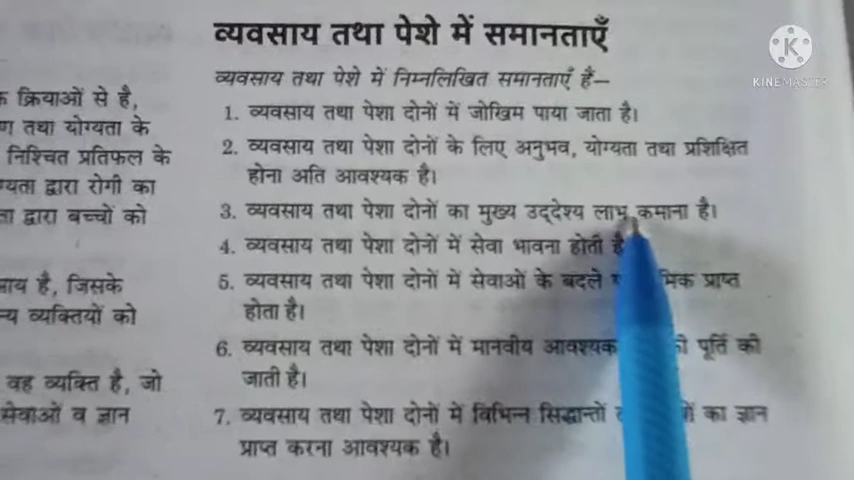 व्यवसाय तथा पेशे में समानताएँ
व्यवसाय तथा पेशे में निम्नलिखित समानताएँ हैं—
1. व्यवसाय तथा पेशा दोनों में जोखिम पाया जाता है।
2. व्यवसाय तथा पेशा दोनों के लिए अनुभव, योग्यता तथा प्रशिक्षित
होना अति आवश्यक है।
3. व्यवसाय तथा पेशा दोनों का मुख्य उद्देश्य लाभ कमाना है।
4. व्यवसाय तथा पेशा दोनों में सेवा भावना होती है
5. व्यवसाय तथा पेशा दोनों में सेवाओं के बदले प्राप्त
होता है।
6. व्यवसाय तथा पेशा दोनों में मानवीय पूर्ति की
जाती है।
7. व्यवसाय तथा पेशा दोनों में विभिन्न सिद्धान्तों का ज्ञान
प्राप्त करना आवश्यक है।
क्रियाओं से है,
तथा योग्यता के
निश्चित प्रतिफल के
द्वारा रोगी का
द्वारा बच्चों को
है, जिसके
व्यक्तियों को
वह व्यक्ति है, जो
सेवाओं व ज्ञान
KINEMASTER